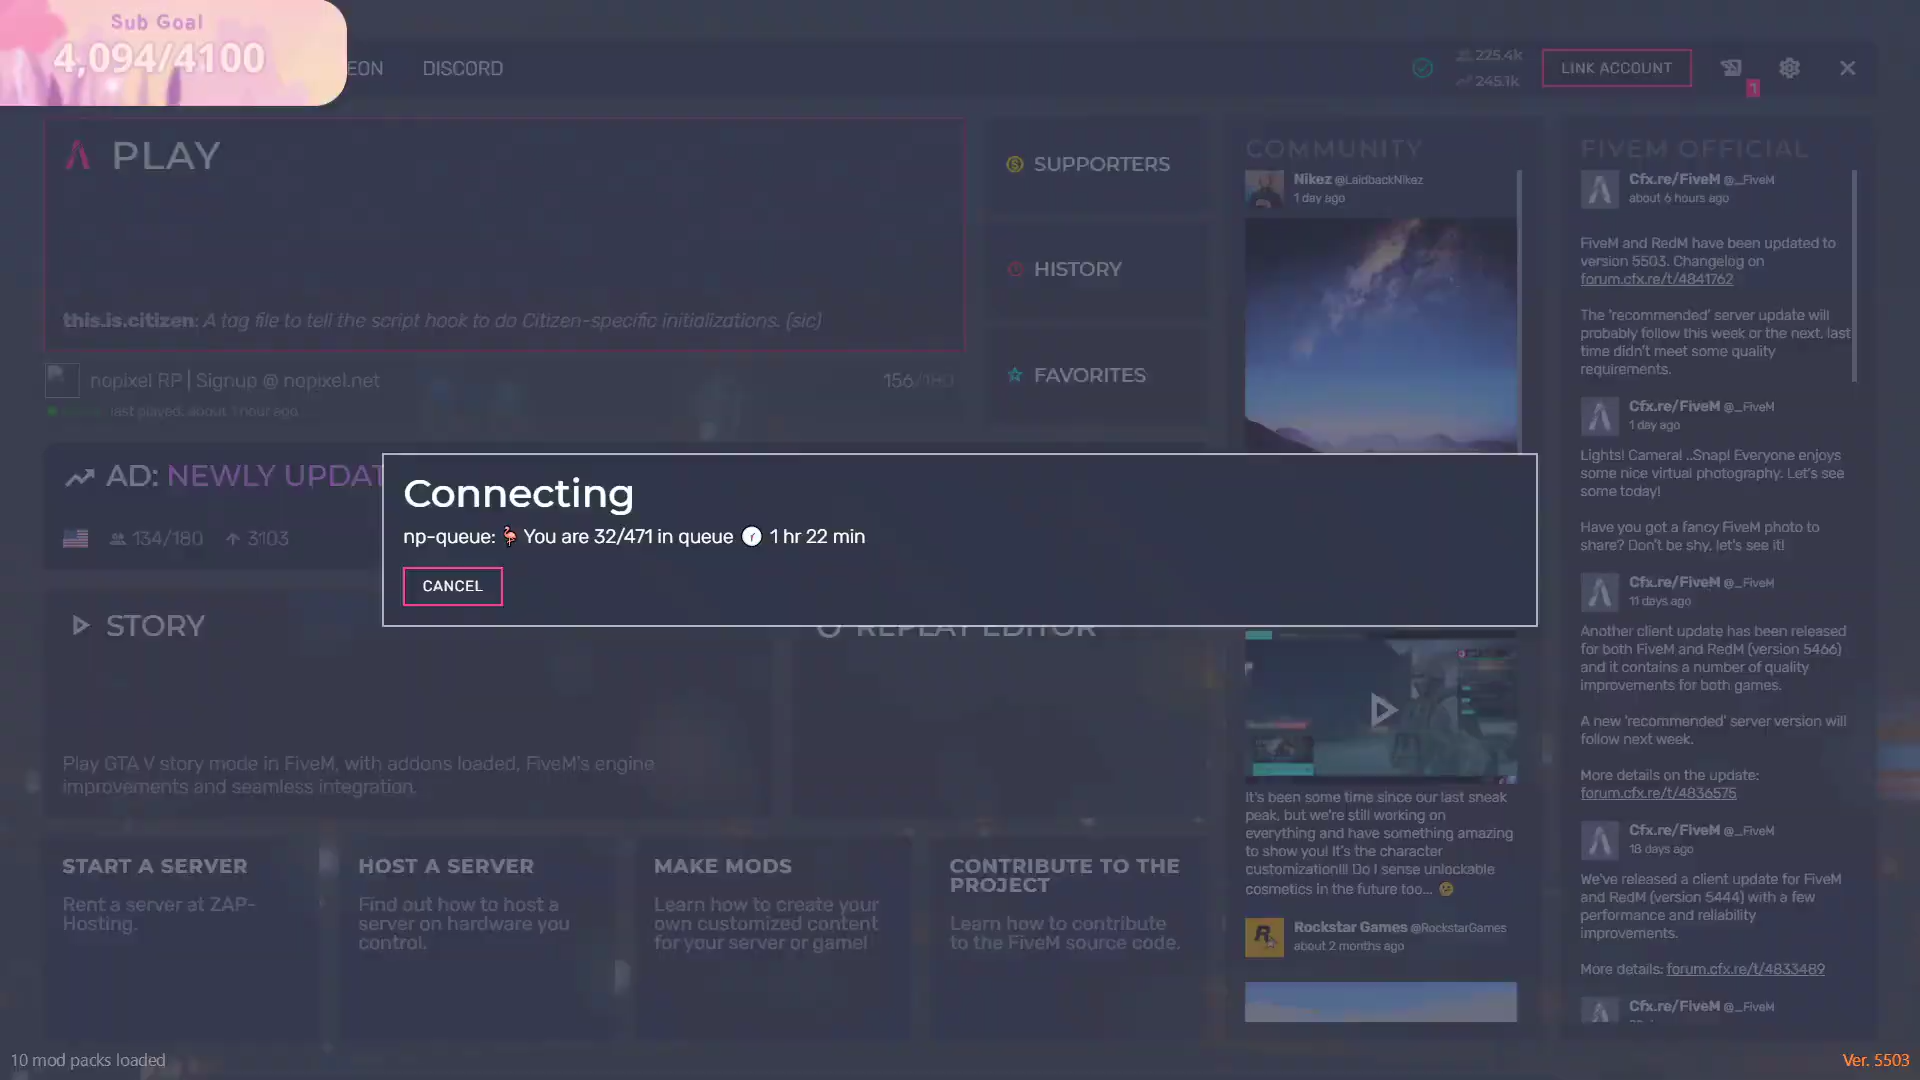 Sub Goal
4,094/4100
EON
DISCORD
225.4k
245.1k
LINK ACCOUNT
1
PLAY
this.is.citizen: A tag file to tell the script hook to do Citizen-specific initializations. (sic)
nopixel RP | Signup @ nopixel.net
156/180
last played: about 1 hour ago
SUPPORTERS
HISTORY
FAVORITES
AD: NEWLY UPDAT
134/180
3103
Connecting
np-queue: 🦩 You are 32/471 in queue 🕐 1 hr 22 min
CANCEL
STORY
Play GTA V story mode in FiveM, with addons loaded, FiveM's engine
improvements and seamless integration.
REPLAY EDITOR
START A SERVER
Rent a server at ZAP-
Hosting.
HOST A SERVER
Find out how to host a
server on hardware you
control.
MAKE MODS
Learn how to create your
own customized content
for your server or game!
CONTRIBUTE TO THE
PROJECT
Learn how to contribute
to the FiveM source code.
COMMUNITY
Nikez @LaidbackNikez
1 day ago
It's been some time since our last sneak
peak, but we're still working on
everything and have something amazing
to show you! It's the character
customization!!! Do I sense unlockable
cosmetics in the future too...
Rockstar Games @RockstarGames
about 2 months ago
FIVEM OFFICIAL
Cfx.re/FiveM @_FiveM
about 6 hours ago
FiveM and RedM have been updated to
version 5503. Changelog on
forum.cfx.re/t/4841762
The 'recommended' server update will
probably follow this week or the next, last
time didn't meet some quality
requirements.
Cfx.re/FiveM @_FiveM
1 day ago
Lights! Camera! ..Snap! Everyone enjoys
some nice virtual photography. Let's see
some today!
Have you got a fancy FiveM photo to
share? Don't be shy, let's see it!
Cfx.re/FiveM @_FiveM
11 days ago
Another client update has been released
for both FiveM and RedM (version 5466)
and it contains a number of quality
improvements for both games.
A new 'recommended' server version will
follow next week.
More details on the update:
forum.cfx.re/t/4836575
Cfx.re/FiveM @_FiveM
18 days ago
We've released a client update for FiveM
and RedM (version 5444) with a few
performance and reliability
improvements.
More details: forum.cfx.re/t/4833489
Cfx.re/FiveM @_FiveM
10 mod packs loaded
Ver. 5503